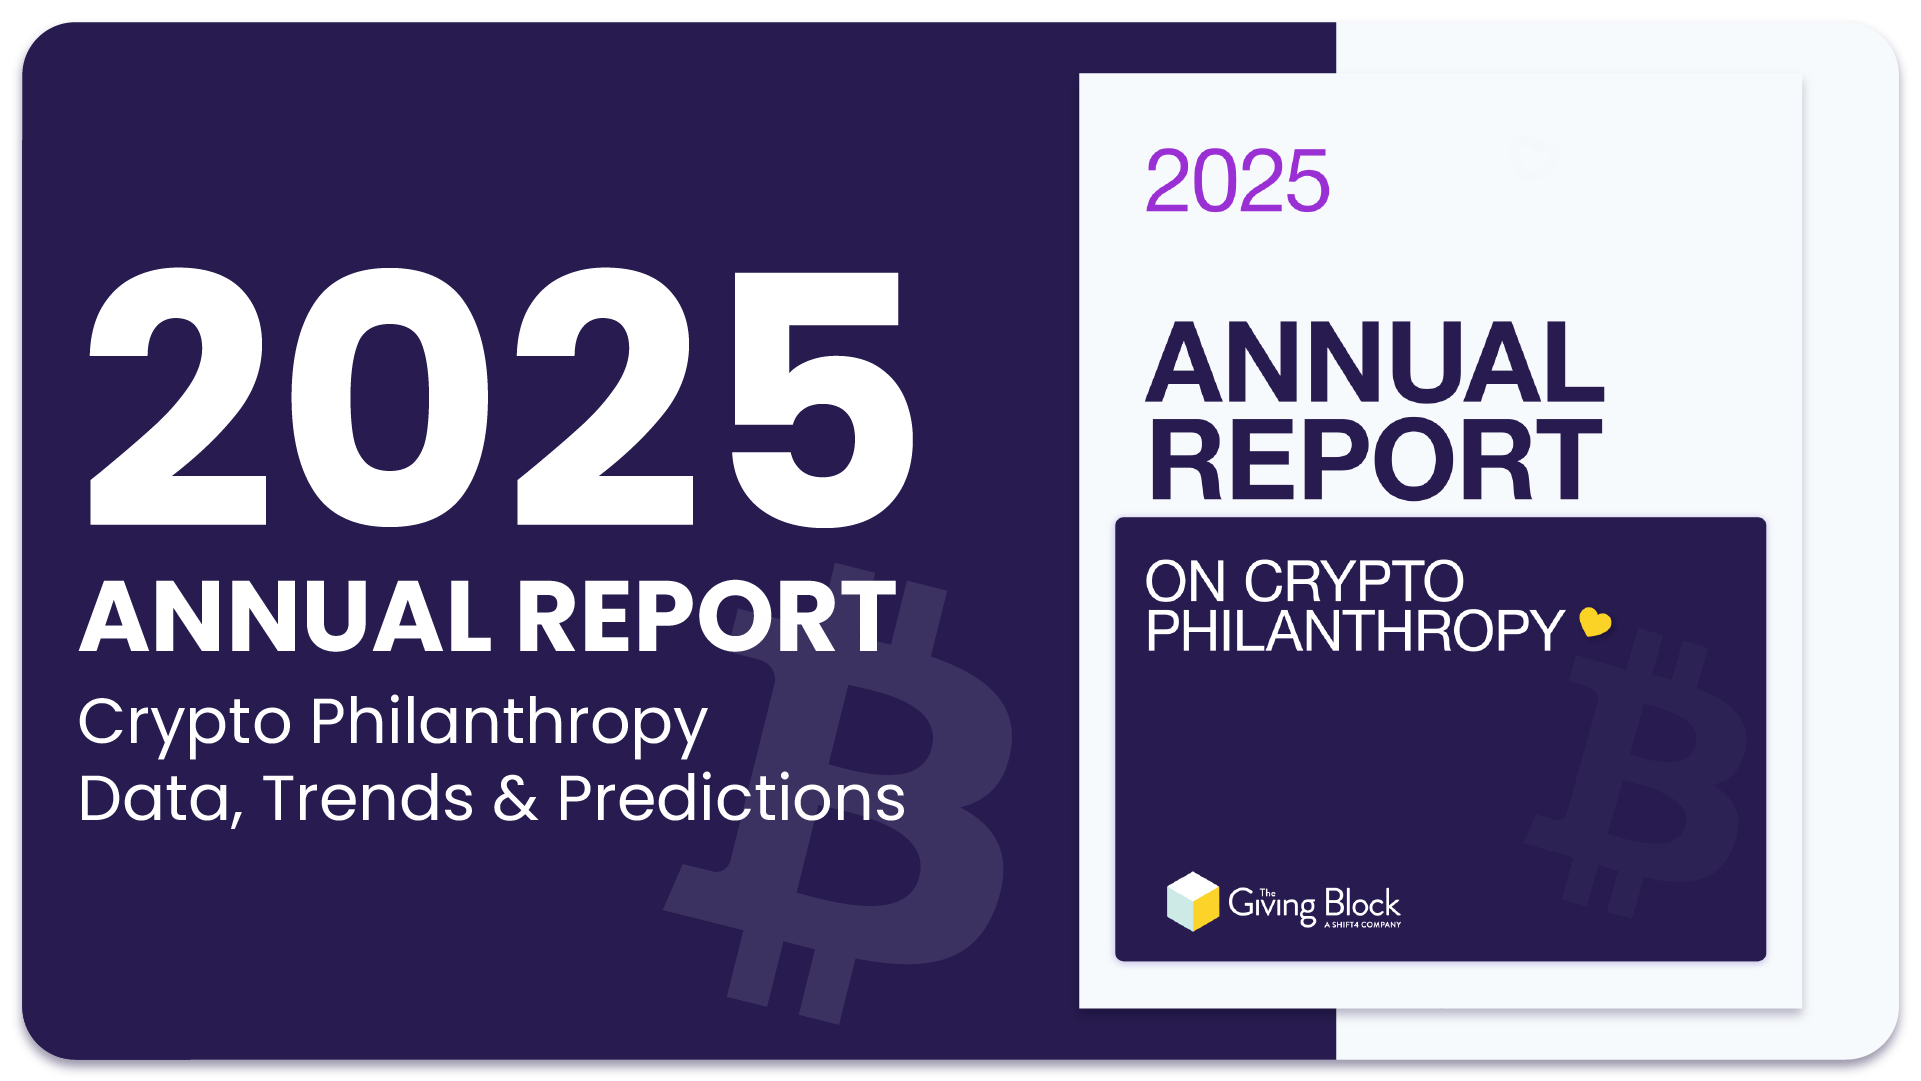 2025
ANNUAL REPORT
Crypto Philanthropy
Data, Trends & Predictions
2025
ANNUAL
REPORT
ON CRYPTO
PHILANTHROPY
The Giving Block
A SHIFT4 COMPANY